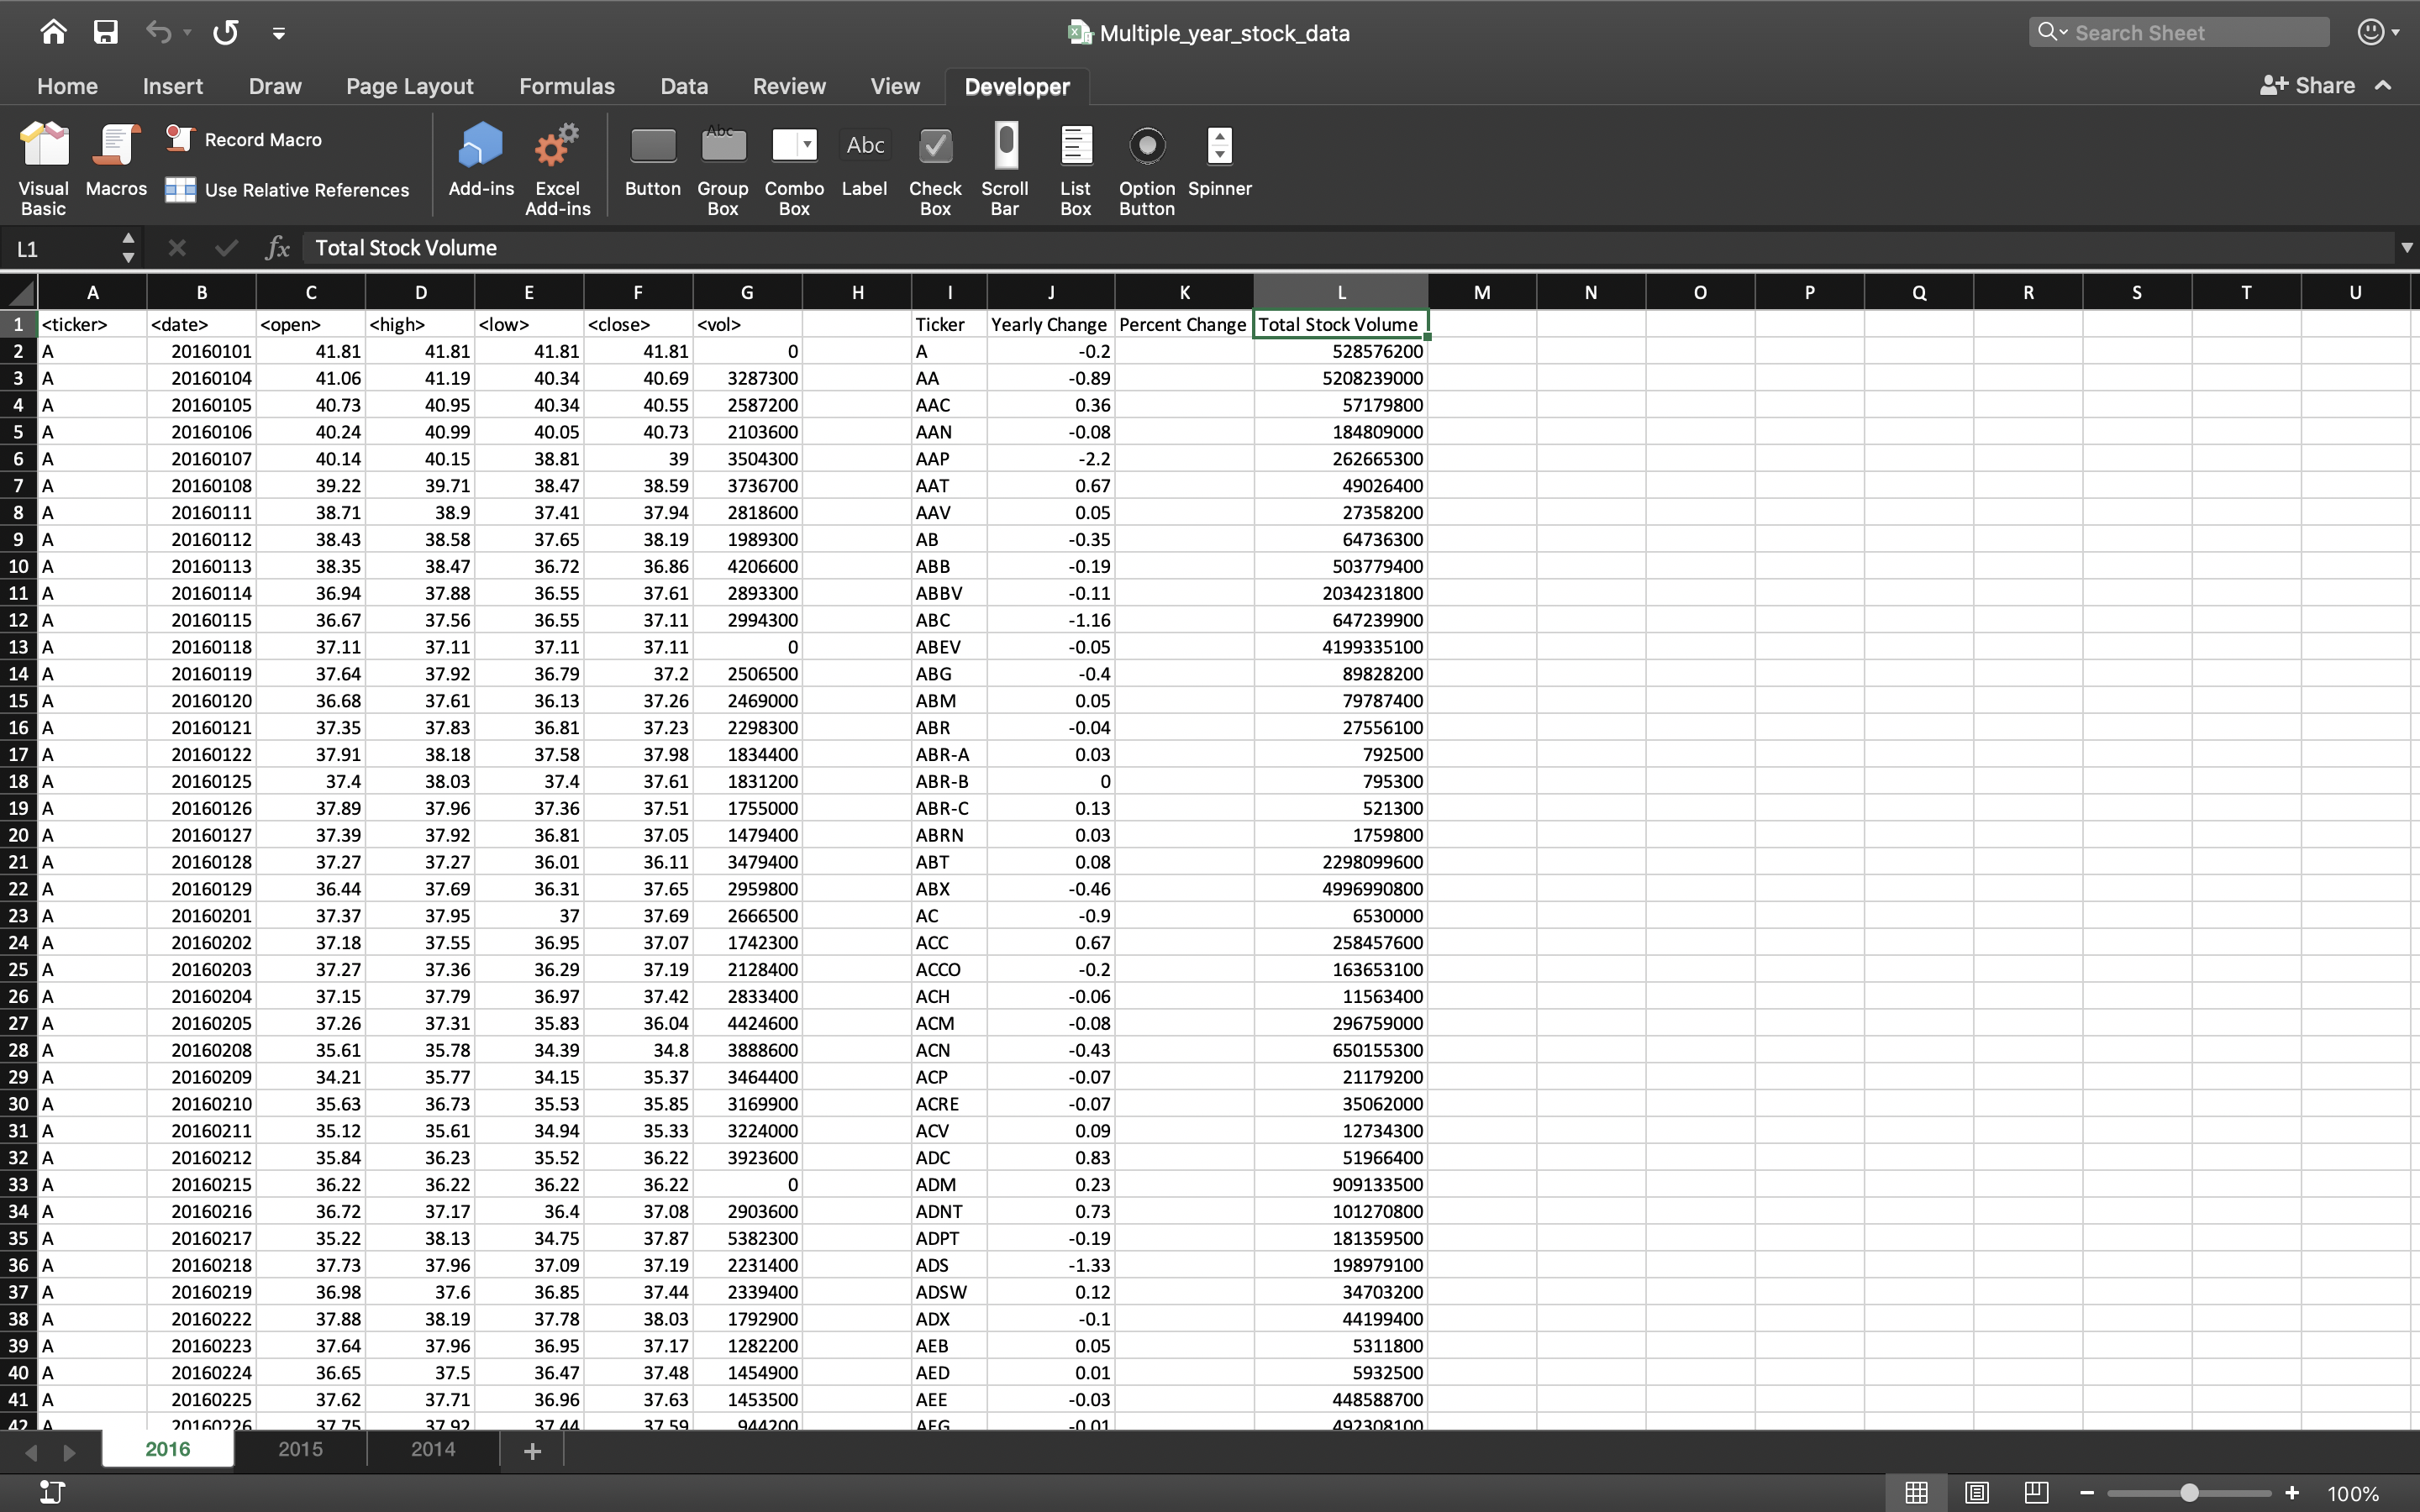 Multiple_year_stock_data
Search Sheet
Home Insert Draw Page Layout Formulas Data Review View Developer Share
Visual Basic Macros Record Macro Use Relative References Add-ins Excel Add-ins Button Abc Group Box Combo Box Abc Label Check Box Scroll Bar List Box Option Button Spinner
L1 fx Total Stock Volume
A B C D E F G H I J K L M N O P Q R S T U
1 <ticker> <date> <open> <high> <low> <close> <vol> Ticker Yearly Change Percent Change Total Stock Volume
2 A 20160101 41.81 41.81 41.81 41.81 0 A -0.2 528576200
3 A 20160104 41.06 41.19 40.34 40.69 3287300 AA -0.89 5208239000
4 A 20160105 40.73 40.95 40.34 40.55 2587200 AAC 0.36 57179800
5 A 20160106 40.24 40.99 40.05 40.73 2103600 AAN -0.08 184809000
6 A 20160107 40.14 40.15 38.81 39 3504300 AAP -2.2 262665300
7 A 20160108 39.22 39.71 38.47 38.59 3736700 AAT 0.67 49026400
8 A 20160111 38.71 38.9 37.41 37.94 2818600 AAV 0.05 27358200
9 A 20160112 38.43 38.58 37.65 38.19 1989300 AB -0.35 64736300
10 A 20160113 38.35 38.47 36.72 36.86 4206600 ABB -0.19 503779400
11 A 20160114 36.94 37.88 36.55 37.61 2893300 ABBV -0.11 2034231800
12 A 20160115 36.67 37.56 36.55 37.11 2994300 ABC -1.16 647239900
13 A 20160118 37.11 37.11 37.11 37.11 0 ABEV -0.05 4199335100
14 A 20160119 37.64 37.92 36.79 37.2 2506500 ABG -0.4 89828200
15 A 20160120 36.68 37.61 36.13 37.26 2469000 ABM 0.05 79787400
16 A 20160121 37.35 37.83 36.81 37.23 2298300 ABR -0.04 27556100
17 A 20160122 37.91 38.18 37.58 37.98 1834400 ABR-A 0.03 792500
18 A 20160125 37.4 38.03 37.4 37.61 1831200 ABR-B 0 795300
19 A 20160126 37.89 37.96 37.36 37.51 1755000 ABR-C 0.13 521300
20 A 20160127 37.39 37.92 36.81 37.05 1479400 ABRN 0.03 1759800
21 A 20160128 37.27 37.27 36.01 36.11 3479400 ABT 0.08 2298099600
22 A 20160129 36.44 37.69 36.31 37.65 2959800 ABX -0.46 4996990800
23 A 20160201 37.37 37.95 37 37.69 2666500 AC -0.9 6530000
24 A 20160202 37.18 37.55 36.95 37.07 1742300 ACC 0.67 258457600
25 A 20160203 37.27 37.36 36.29 37.19 2128400 ACCO -0.2 163653100
26 A 20160204 37.15 37.79 36.97 37.42 2833400 ACH -0.06 11563400
27 A 20160205 37.26 37.31 35.83 36.04 4424600 ACM -0.08 296759000
28 A 20160208 35.61 35.78 34.39 34.8 3888600 ACN -0.43 650155300
29 A 20160209 34.21 35.77 34.15 35.37 3464400 ACP -0.07 21179200
30 A 20160210 35.63 36.73 35.53 35.85 3169900 ACRE -0.07 35062000
31 A 20160211 35.12 35.61 34.94 35.33 3224000 ACV 0.09 12734300
32 A 20160212 35.84 36.23 35.52 36.22 3923600 ADC 0.83 51966400
33 A 20160215 36.22 36.22 36.22 36.22 0 ADM 0.23 909133500
34 A 20160216 36.72 37.17 36.4 37.08 2903600 ADNT 0.73 101270800
35 A 20160217 35.22 38.13 34.75 37.87 5382300 ADPT -0.19 181359500
36 A 20160218 37.73 37.96 37.09 37.19 2231400 ADS -1.33 198979100
37 A 20160219 36.98 37.6 36.85 37.44 2339400 ADSW 0.12 34703200
38 A 20160222 37.88 38.19 37.78 38.03 1792900 ADX -0.1 44199400
39 A 20160223 37.64 37.96 36.95 37.17 1282200 AEB 0.05 5311800
40 A 20160224 36.65 37.5 36.47 37.48 1454900 AED 0.01 5932500
41 A 20160225 37.62 37.71 36.96 37.63 1453500 AEE -0.03 448588700
42 A 20160226 37.75 37.92 37.44 37.59 944200 AEG -0.01 492308100
2016 2015 2014 +
100%